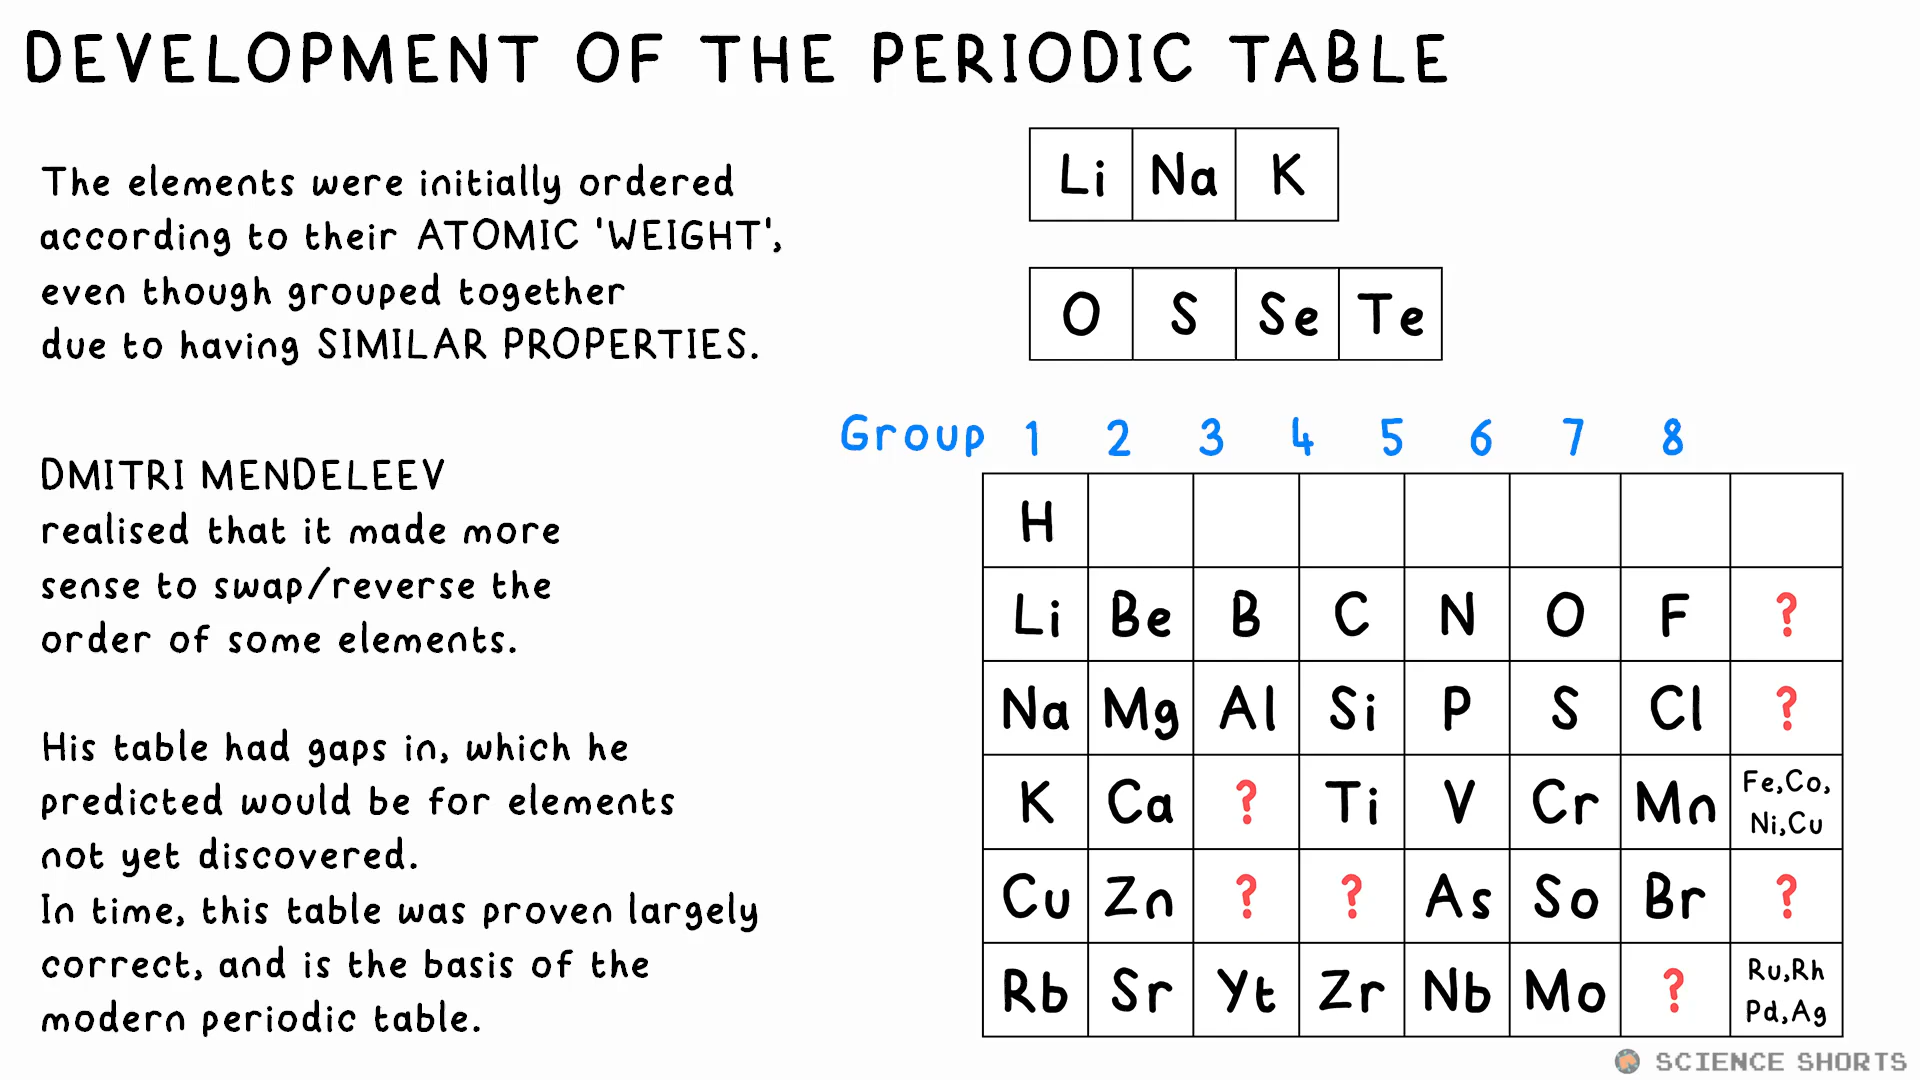 DEVELOPMENT OF THE PERIODIC TABLE
The elements were initially ordered
according to their ATOMIC 'WEIGHT',
even though grouped together
due to having SIMILAR PROPERTIES.
Li Na K
O S Se Te
DMITRI MENDELEEV
realised that it made more
sense to swap/reverse the
order of some elements.
His table had gaps in, which he
predicted would be for elements
not yet discovered.
In time, this table was proven largely
correct, and is the basis of the
modern periodic table.
Group 1 2 3 4 5 6 7 8
H
Li Be B C N O F ?
Na Mg Al Si P S Cl ?
K Ca ? Ti V Cr Mn Fe,Co,
Ni,Cu
Cu Zn ? ? As So Br ?
Rb Sr Yt Zr Nb Mo ? Ru,Rh
Pd,Ag
SCIENCE SHORTS